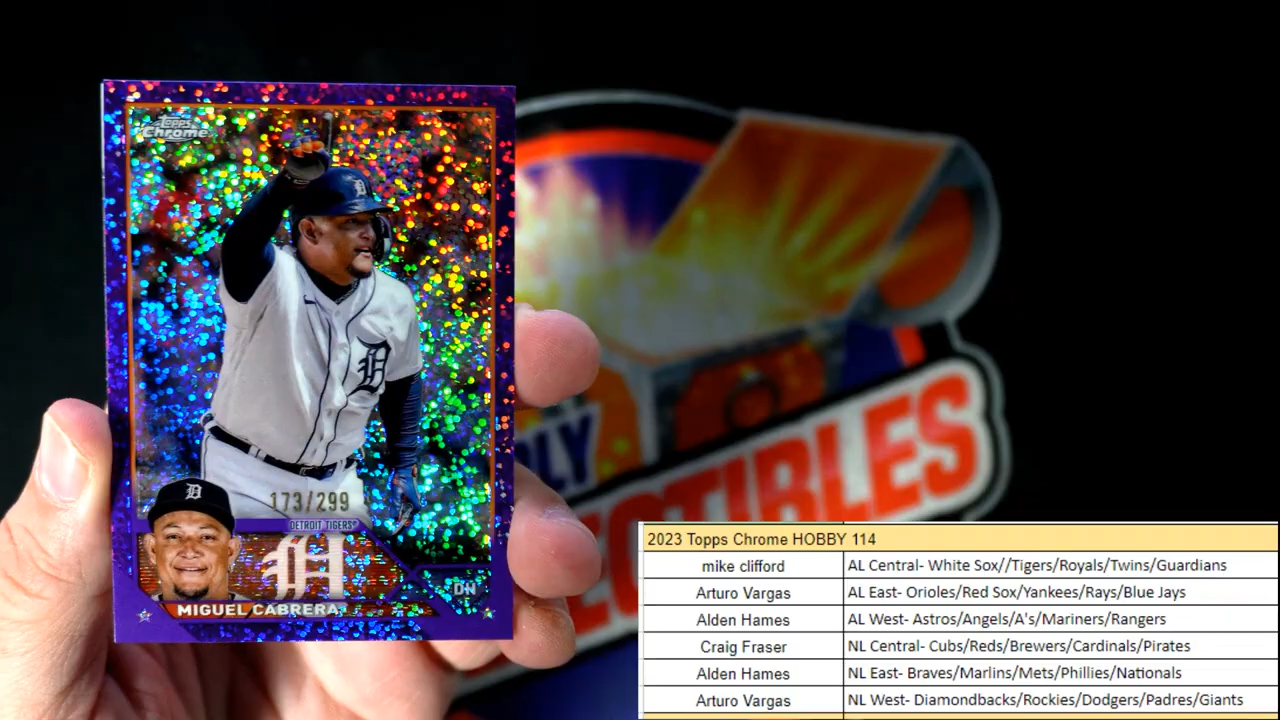 Topps
Chrome
D
D
173/299
DETROIT TIGERS®
D
DH
MIGUEL CABRERA
LY
ECTIBLES
2023 Topps Chrome HOBBY 114
mike clifford AL Central- White Sox//Tigers/Royals/Twins/Guardians
Arturo Vargas AL East- Orioles/Red Sox/Yankees/Rays/Blue Jays
Alden Hames AL West- Astros/Angels/A's/Mariners/Rangers
Craig Fraser NL Central- Cubs/Reds/Brewers/Cardinals/Pirates
Alden Hames NL East- Braves/Marlins/Mets/Phillies/Nationals
Arturo Vargas NL West- Diamondbacks/Rockies/Dodgers/Padres/Giants